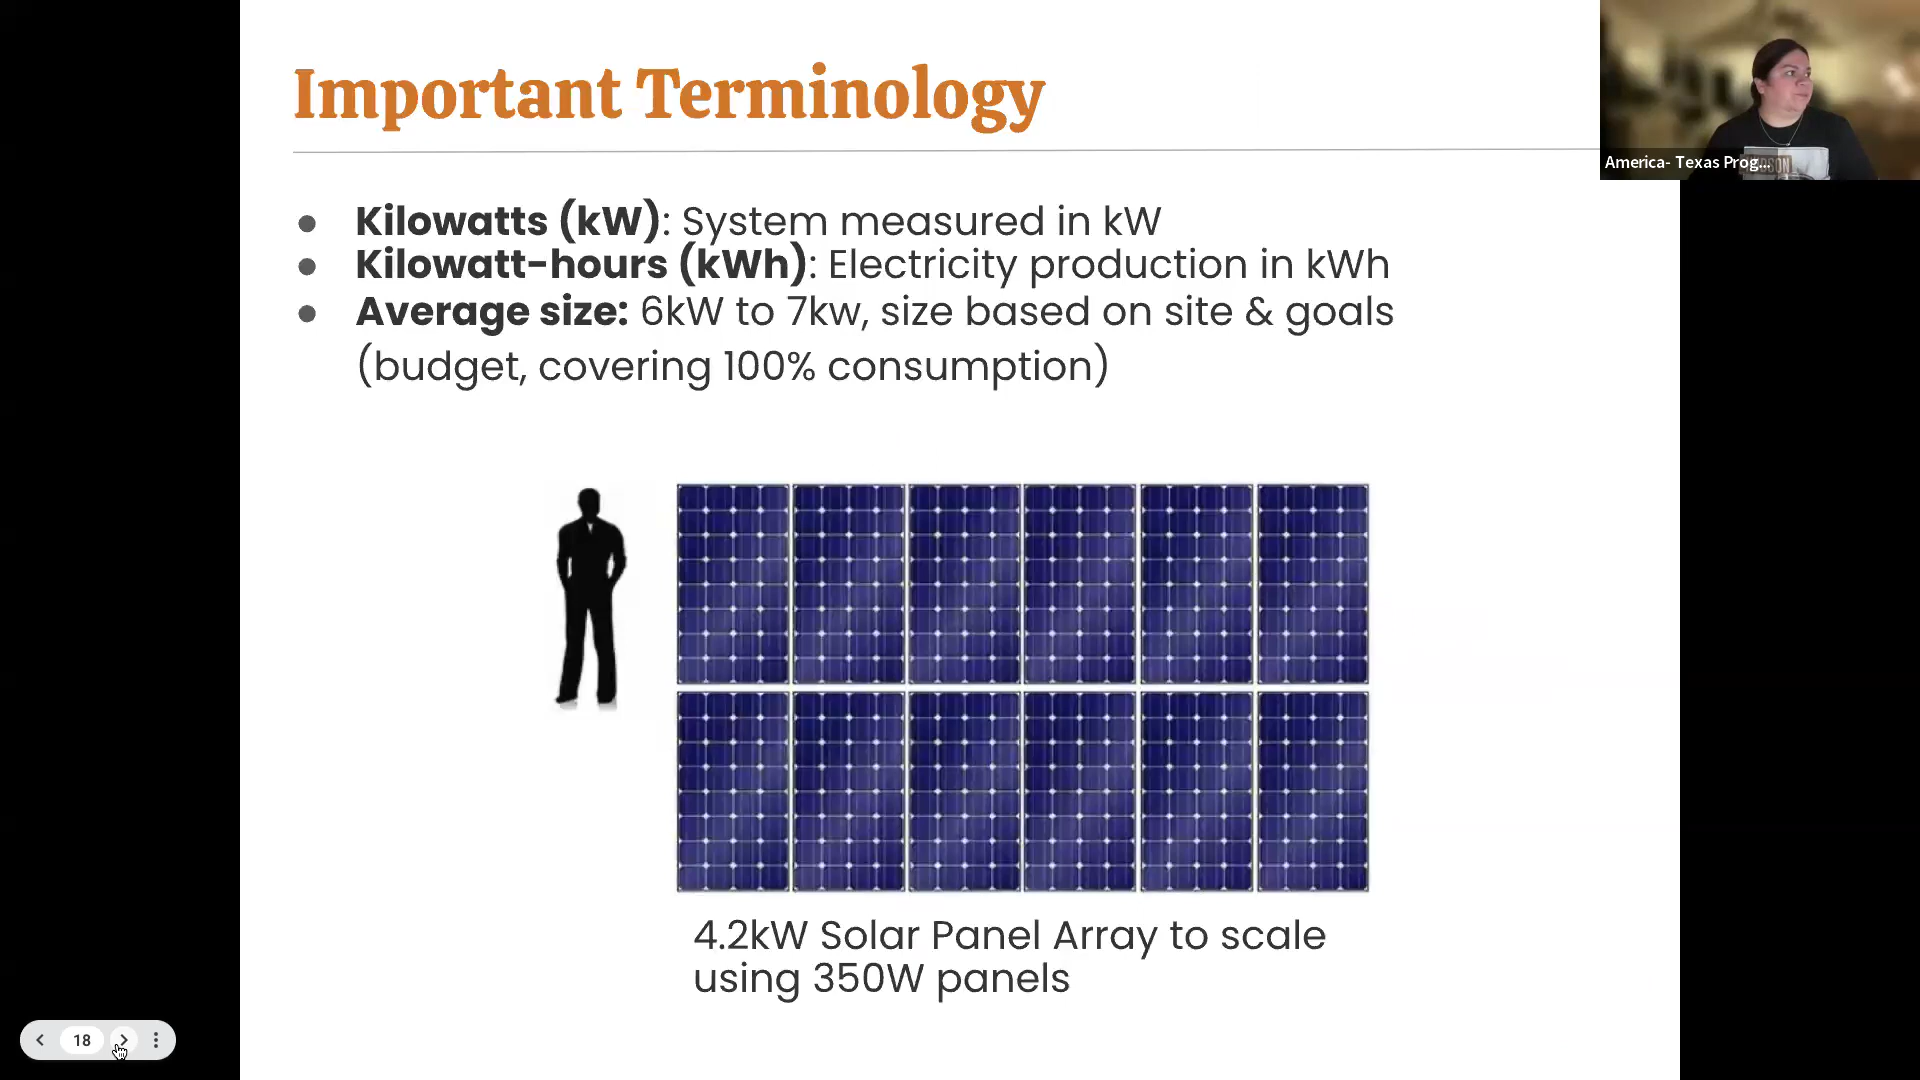 Important Terminology
America- Texas Prog...
● Kilowatts (kW): System measured in kW
● Kilowatt-hours (kWh): Electricity production in kWh
● Average size: 6kW to 7kw, size based on site & goals
(budget, covering 100% consumption)
4.2kW Solar Panel Array to scale
using 350W panels
18